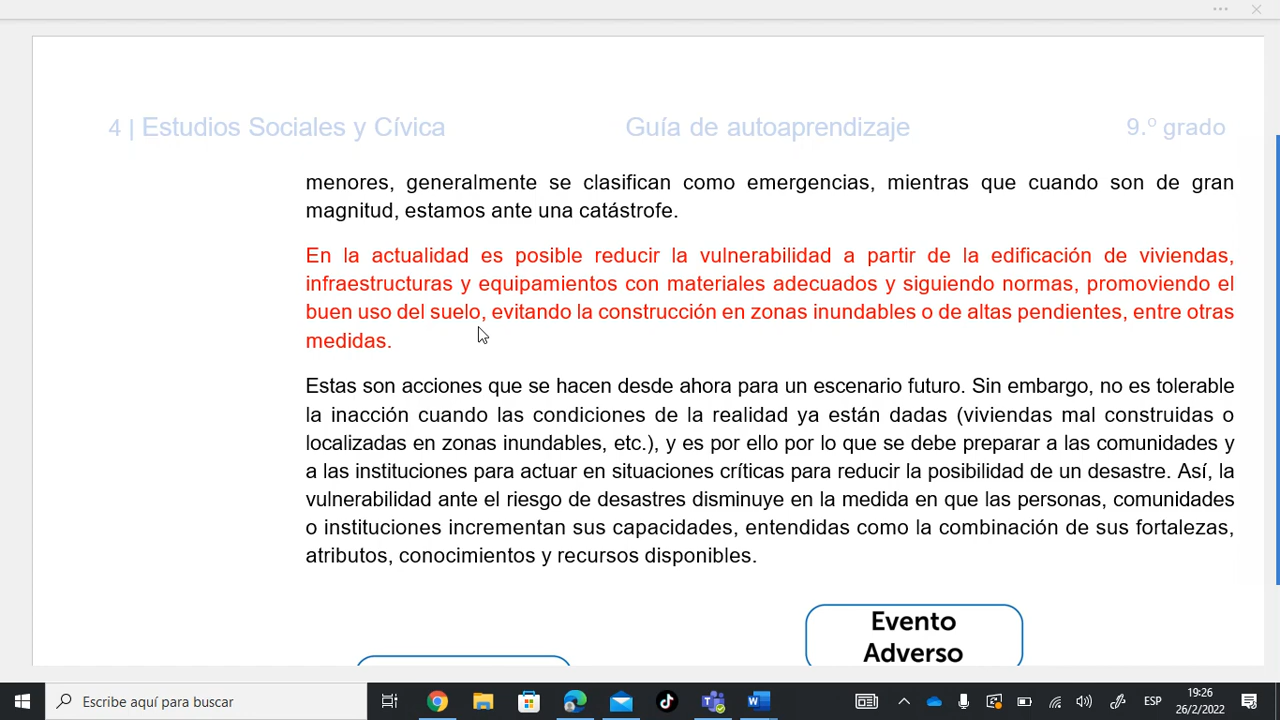 4 | Estudios Sociales y Cívica Guía de autoaprendizaje 9.º grado
menores, generalmente se clasifican como emergencias, mientras que cuando son de gran
magnitud, estamos ante una catástrofe.
En la actualidad es posible reducir la vulnerabilidad a partir de la edificación de viviendas,
infraestructuras y equipamientos con materiales adecuados y siguiendo normas, promoviendo el
buen uso del suelo, evitando la construcción en zonas inundables o de altas pendientes, entre otras
medidas.
Estas son acciones que se hacen desde ahora para un escenario futuro. Sin embargo, no es tolerable
la inacción cuando las condiciones de la realidad ya están dadas (viviendas mal construidas o
localizadas en zonas inundables, etc.), y es por ello por lo que se debe preparar a las comunidades y
a las instituciones para actuar en situaciones críticas para reducir la posibilidad de un desastre. Así, la
vulnerabilidad ante el riesgo de desastres disminuye en la medida en que las personas, comunidades
o instituciones incrementan sus capacidades, entendidas como la combinación de sus fortalezas,
atributos, conocimientos y recursos disponibles.
Evento
Adverso
Escribe aquí para buscar
ESP
19:26
26/2/2022